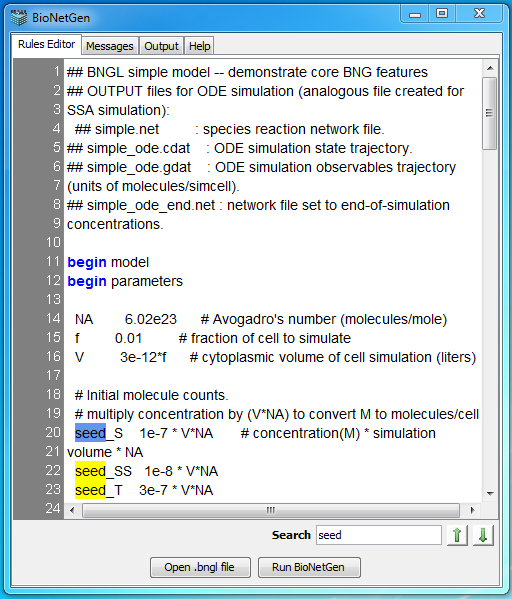 BioNetGen
Rules Editor Messages Output Help
1 ## BNGL simple model -- demonstrate core BNG features
2 ## OUTPUT files for ODE simulation (analogous file created for
3 SSA simulation):
4 ## simple.net : species reaction network file.
5 ## simple_ode.cdat : ODE simulation state trajectory.
6 ## simple_ode.gdat : ODE simulation observables trajectory
7 (units of molecules/simcell).
8 ## simple_ode_end.net : network file set to end-of-simulation
9 concentrations.
10
11 begin model
12 begin parameters
13
14 NA 6.02e23 # Avogadro's number (molecules/mole)
15 f 0.01 # fraction of cell to simulate
16 V 3e-12*f # cytoplasmic volume of cell simulation (liters)
17
18 # Initial molecule counts.
19 # multiply concentration by (V*NA) to convert M to molecules/cell
20 seed_S 1e-7 * V*NA # concentration(M) * simulation
21 volume * NA
22 seed_SS 1e-8 * V*NA
23 seed_T 3e-7 * V*NA
24
Search seed
Open .bngl file Run BioNetGen